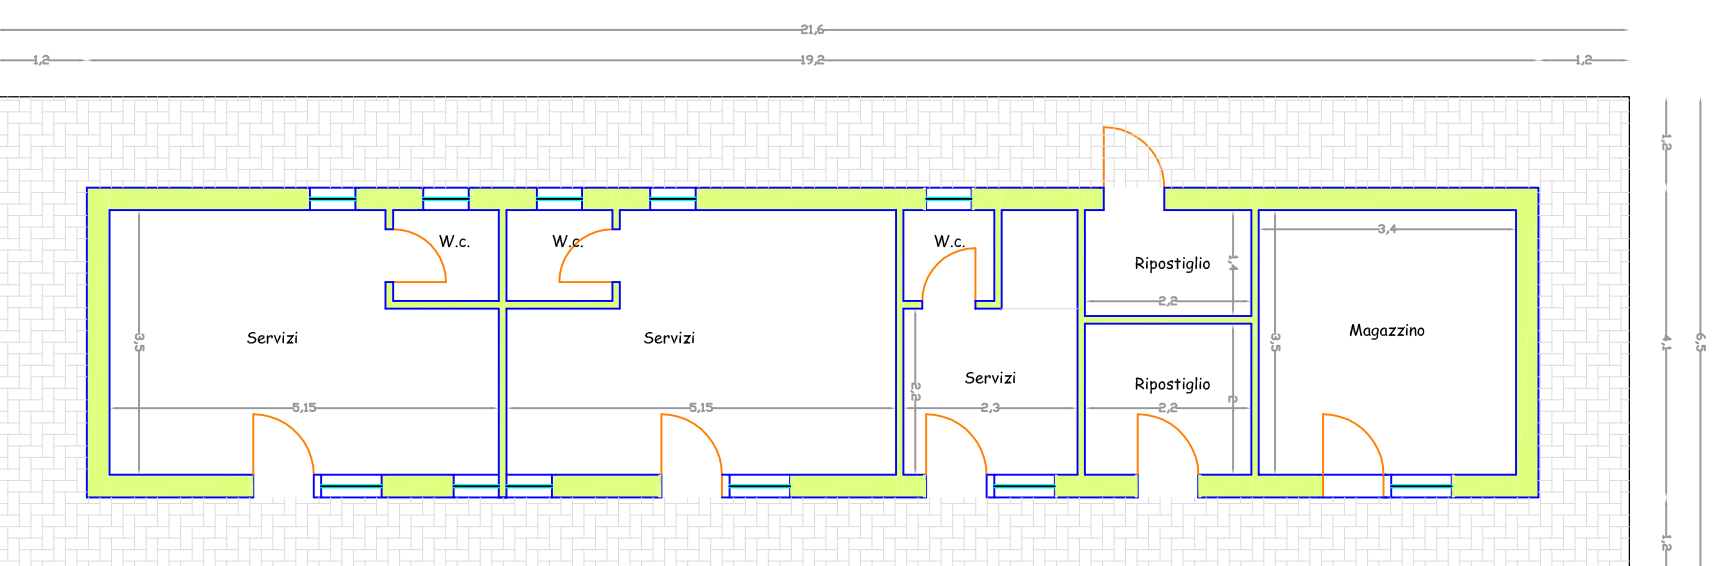 21,6
1,2
19,2
1,2
1,2
W.c.
W.c.
W.c.
3,4
Ripostiglio
1,4
2,2
Servizi
3,5
Servizi
Magazzino
3,5
4,1
6,5
Servizi
Ripostiglio
2,2
5,15
5,15
2,3
2,2
2
1,2